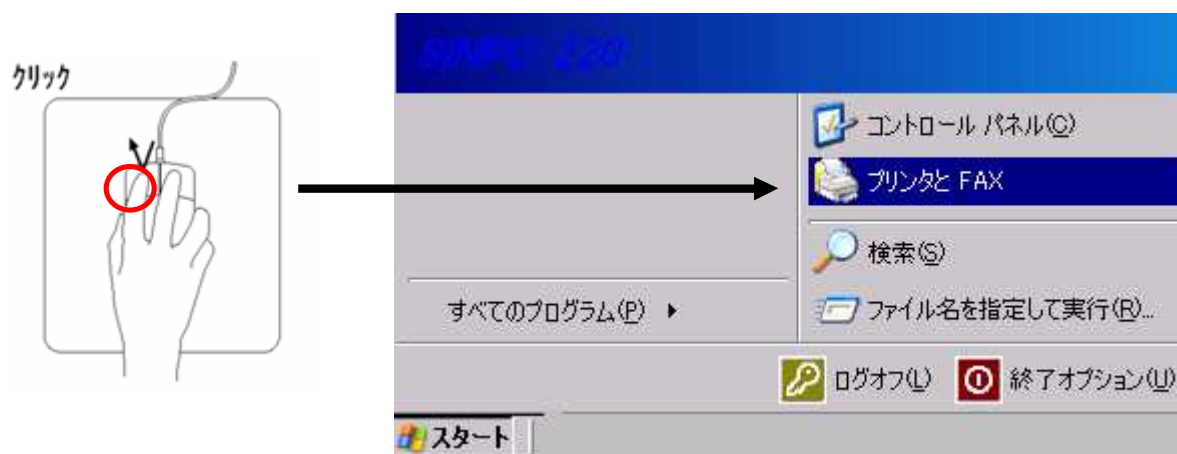 クリック
SINFO 220
コントロール パネル(C)
プリンタと FAX
検索(S)
すべてのプログラム(P)
ファイル名を指定して実行(R)...
ログオフ(L)
終了オプション(U)
スタート